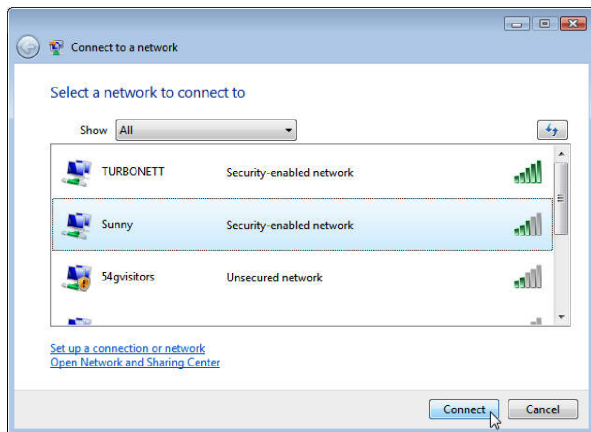 Connect to a network
Select a network to connect to
Show All
TURBONETT Security-enabled network
Sunny Security-enabled network
54gvisitors Unsecured network
Set up a connection or network
Open Network and Sharing Center
Connect Cancel